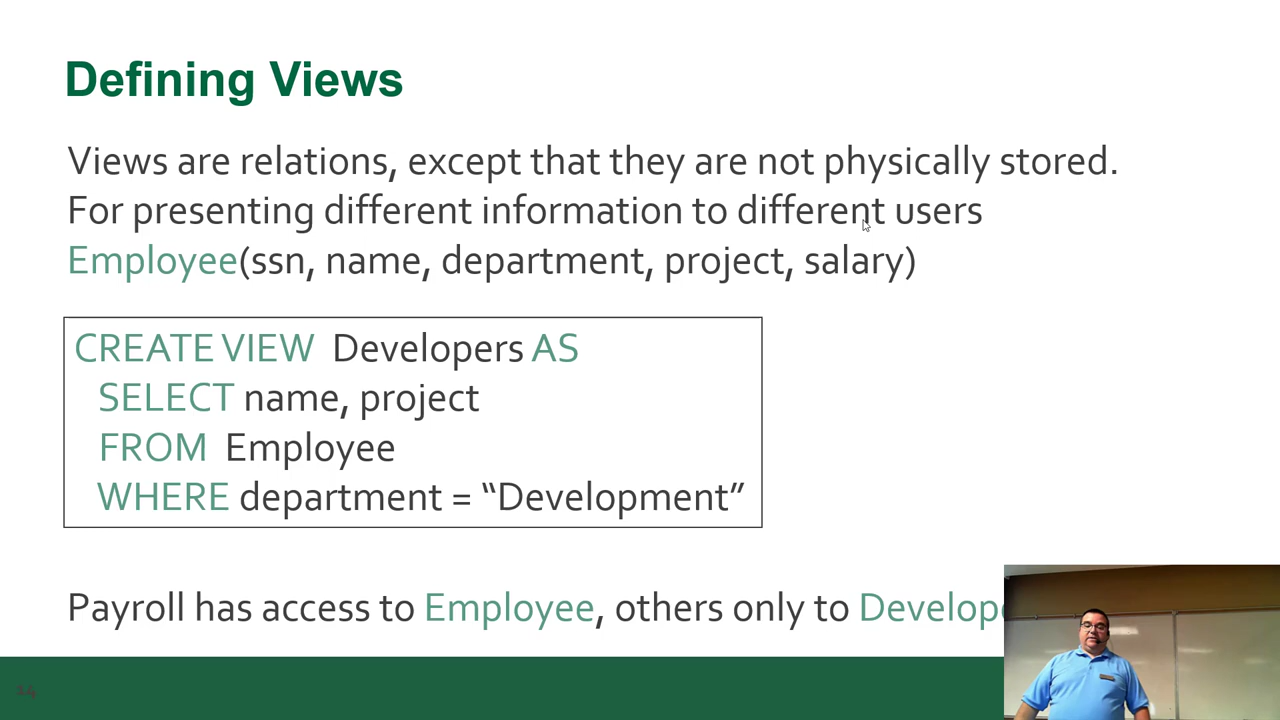 Defining Views
Views are relations, except that they are not physically stored.
For presenting different information to different users
Employee(ssn, name, department, project, salary)
CREATE VIEW Developers AS
SELECT name, project
FROM Employee
WHERE department = “Development”
Payroll has access to Employee, others only to